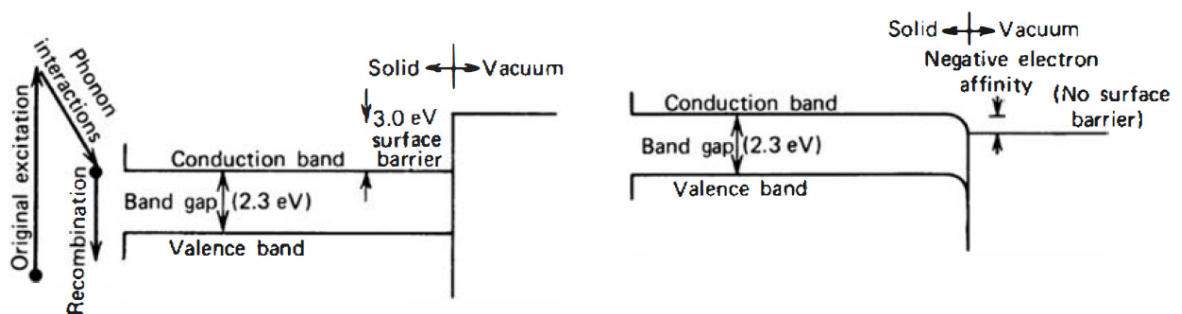 Original excitation
Phonon
interactions
Recombination
Solid
Vacuum
3.0 eV
surface
barrier
Conduction band
Band gap (2.3 eV)
Valence band
Solid
Vacuum
Negative electron
affinity
(No surface
barrier)
Conduction band
Band gap (2.3 eV)
Valence band